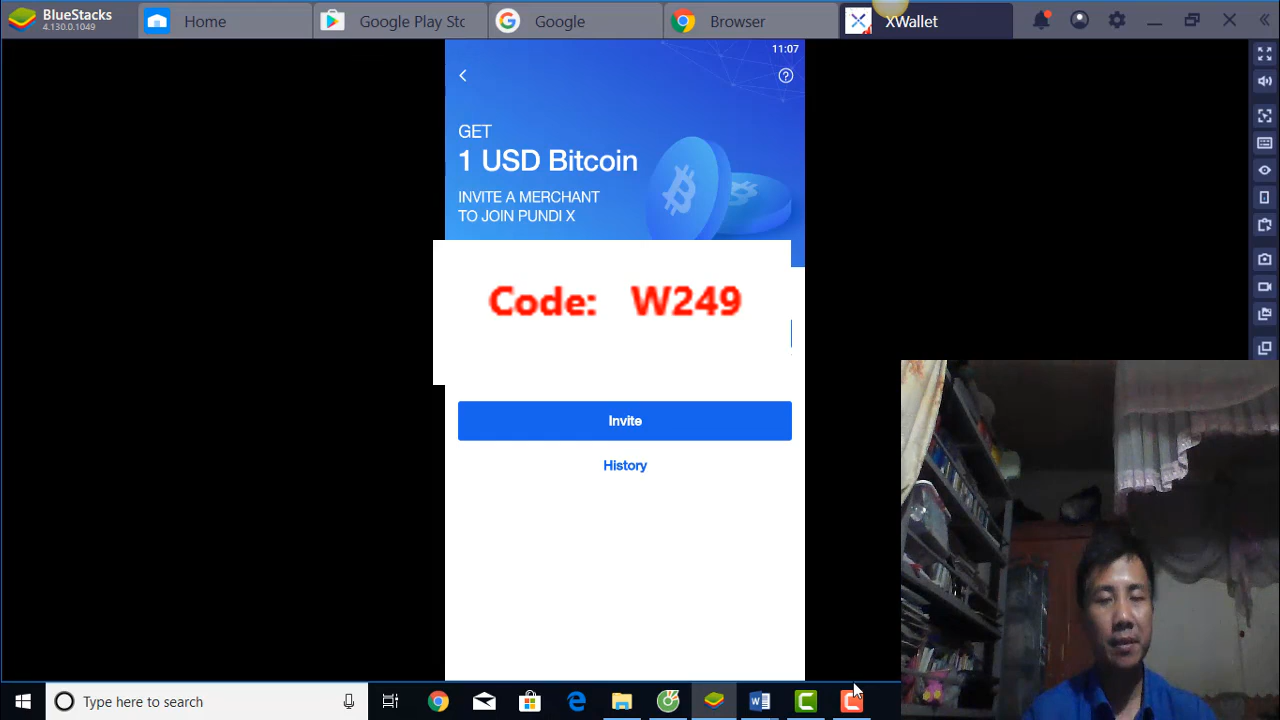 BlueStacks
4.130.0.1049
Home
Google Play Sto
Google
Browser
XWallet
11:07
GET
1 USD Bitcoin
INVITE A MERCHANT
TO JOIN PUNDI X
Code: W249
Invite
History
Type here to search